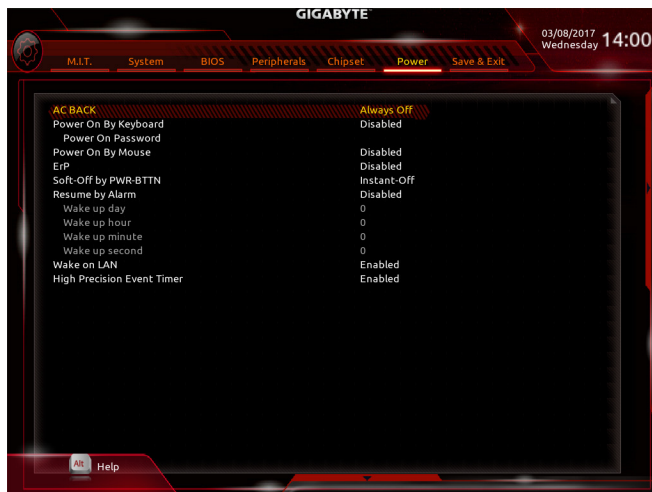 GIGABYTE™
03/08/2017
Wednesday 14:00
M.I.T. System BIOS Peripherals Chipset Power Save & Exit
AC BACK Always Off
Power On By Keyboard Disabled
Power On Password
Power On By Mouse Disabled
ErP Disabled
Soft-Off by PWR-BTTN Instant-Off
Resume by Alarm Disabled
Wake up day 0
Wake up hour 0
Wake up minute 0
Wake up second 0
Wake on LAN Enabled
High Precision Event Timer Enabled
Alt Help